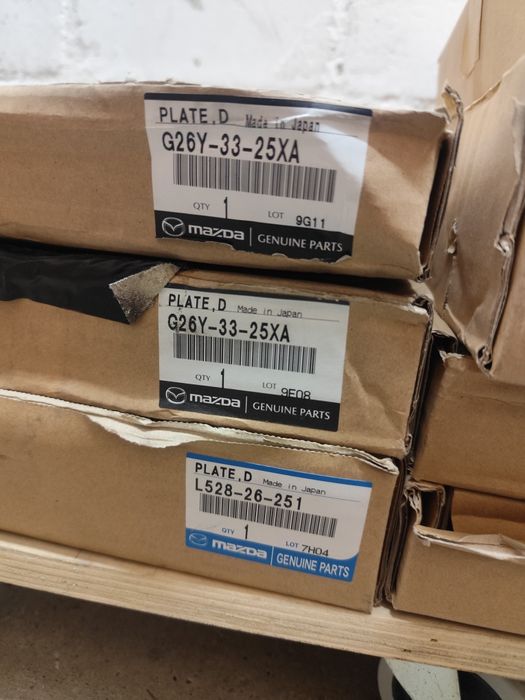 PLATE,D Made in Japan
G26Y-33-25XA
QTY 1 LOT 9G11
mazda GENUINE PARTS
PLATE,D Made in Japan
G26Y-33-25XA
QTY 1 LOT 9E08
mazda GENUINE PARTS
PLATE,D Made in Japan
L528-26-251
QTY 1 LOT 7H04
mazda GENUINE PARTS